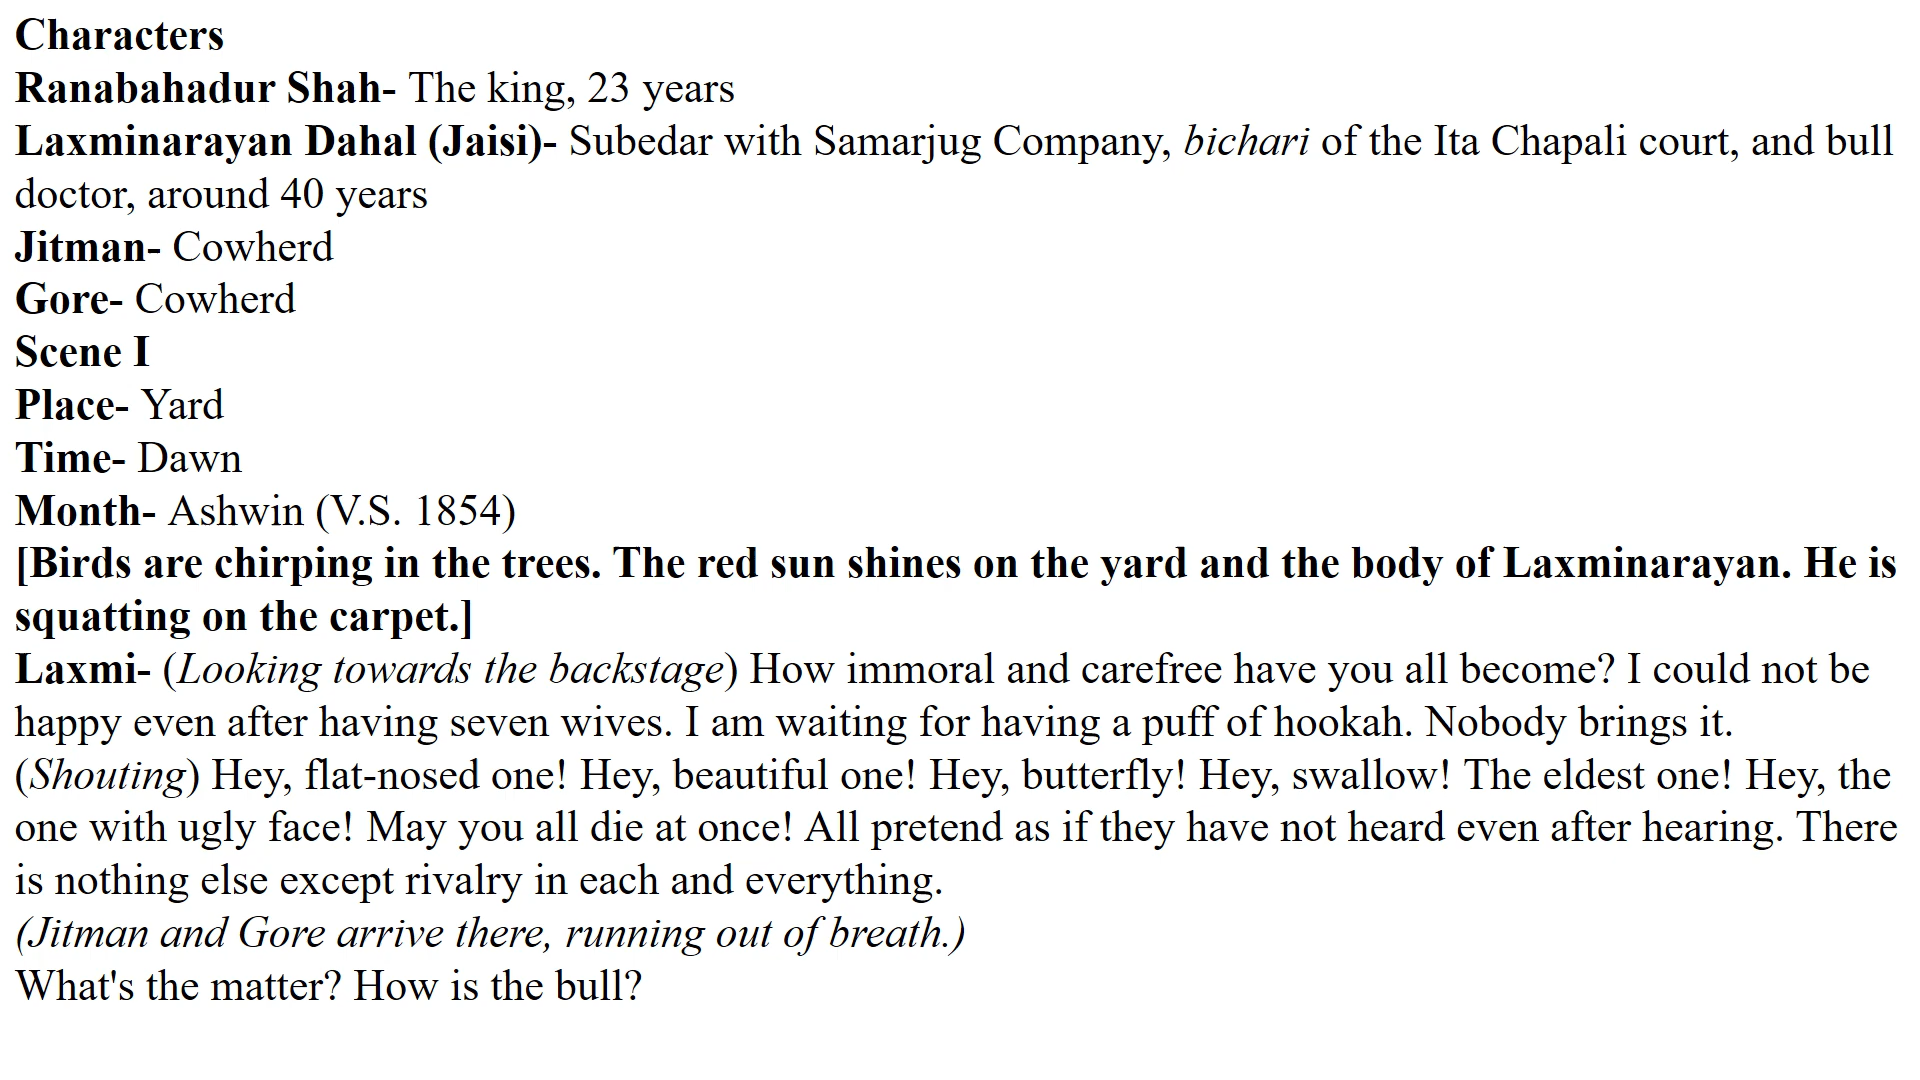 Characters
Ranabahadur Shah- The king, 23 years
Laxminarayan Dahal (Jaisi)- Subedar with Samarjug Company, bichari of the Ita Chapali court, and bull
doctor, around 40 years
Jitman- Cowherd
Gore- Cowherd
Scene I
Place- Yard
Time- Dawn
Month- Ashwin (V.S. 1854)
[Birds are chirping in the trees. The red sun shines on the yard and the body of Laxminarayan. He is
squatting on the carpet.]
Laxmi- (Looking towards the backstage) How immoral and carefree have you all become? I could not be
happy even after having seven wives. I am waiting for having a puff of hookah. Nobody brings it.
(Shouting) Hey, flat-nosed one! Hey, beautiful one! Hey, butterfly! Hey, swallow! The eldest one! Hey, the
one with ugly face! May you all die at once! All pretend as if they have not heard even after hearing. There
is nothing else except rivalry in each and everything.
(Jitman and Gore arrive there, running out of breath.)
What's the matter? How is the bull?